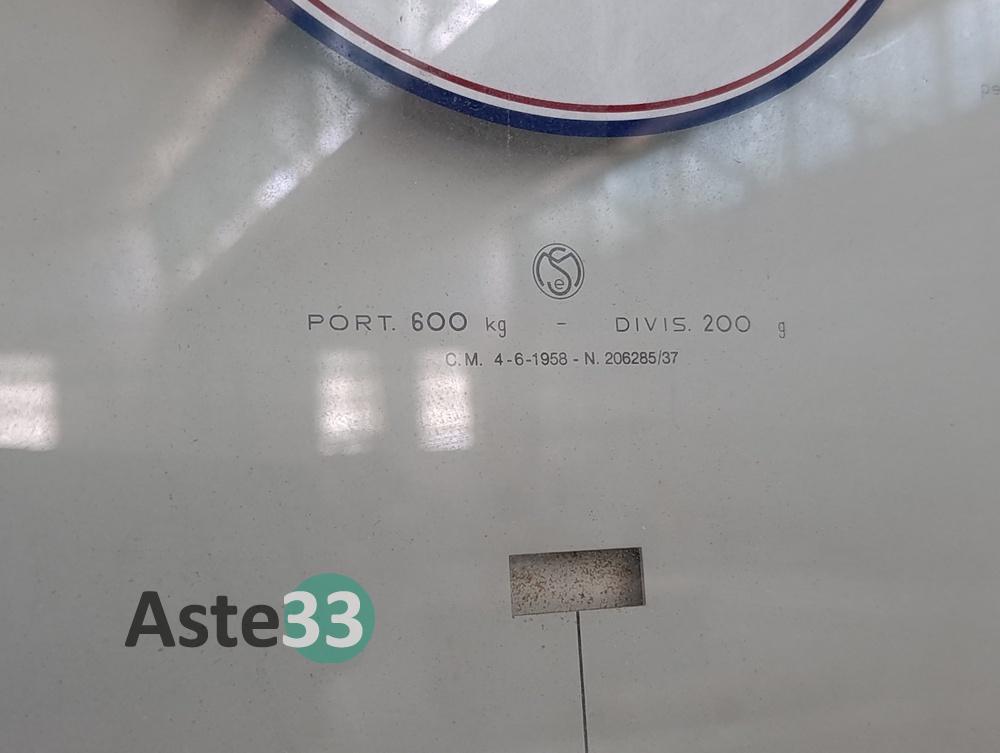 PORT. 600 kg - DIVIS. 200 g
C.M. 4-6-1958 - N. 206285/37
Aste33